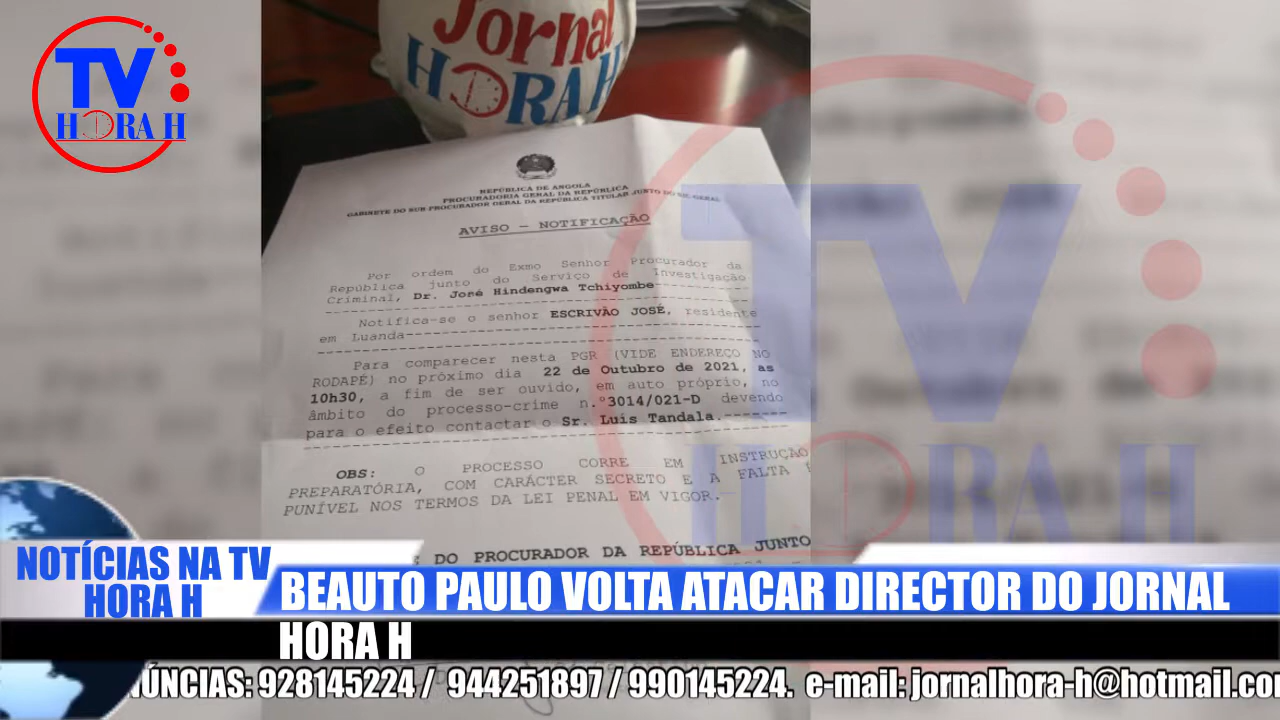 TV
HORA H
Jornal
HORA H
REPÚBLICA DE ANGOLA
PROCURADORIA GERAL DA REPÚBLICA JUNTO DO SIC-GERAL
GABINETE DO SUB-PROCURADOR GERAL DA REPÚBLICA TITULAR
AVISO – NOTIFICAÇÃO
Por ordem do Exmo Senhor Procurador da
República junto do Serviço de Investigação
Criminal, Dr. José Hindengwa Tchiyombe
Notifica-se o senhor ESCRIVÃO JOSÉ, residente
em Luanda
Para comparecer nesta PGR (VIDE ENDEREÇO NO
RODAPÉ) no próximo dia 22 de Outubro de 2021, as
10h30, a fim de ser ouvido, em auto próprio, no
âmbito do processo-crime n.º3014/021-D devendo
para o efeito contactar o Sr. Luís Tandala.
OBS: O PROCESSO CORRE EM INSTRUÇÃO
PREPARATÓRIA, COM CARÁCTER SECRETO E A FALTA É
PUNÍVEL NOS TERMOS DA LEI PENAL EM VIGOR.
DO PROCURADOR DA REPÚBLICA JUNTO
TV
HORA H
NOTÍCIAS NA TV
HORA H
BEAUTO PAULO VOLTA ATACAR DIRECTOR DO JORNAL
HORA H
NÚNCIAS: 928145224 / 944251897 / 990145224. e-mail: jornalhora-h@hotmail.com